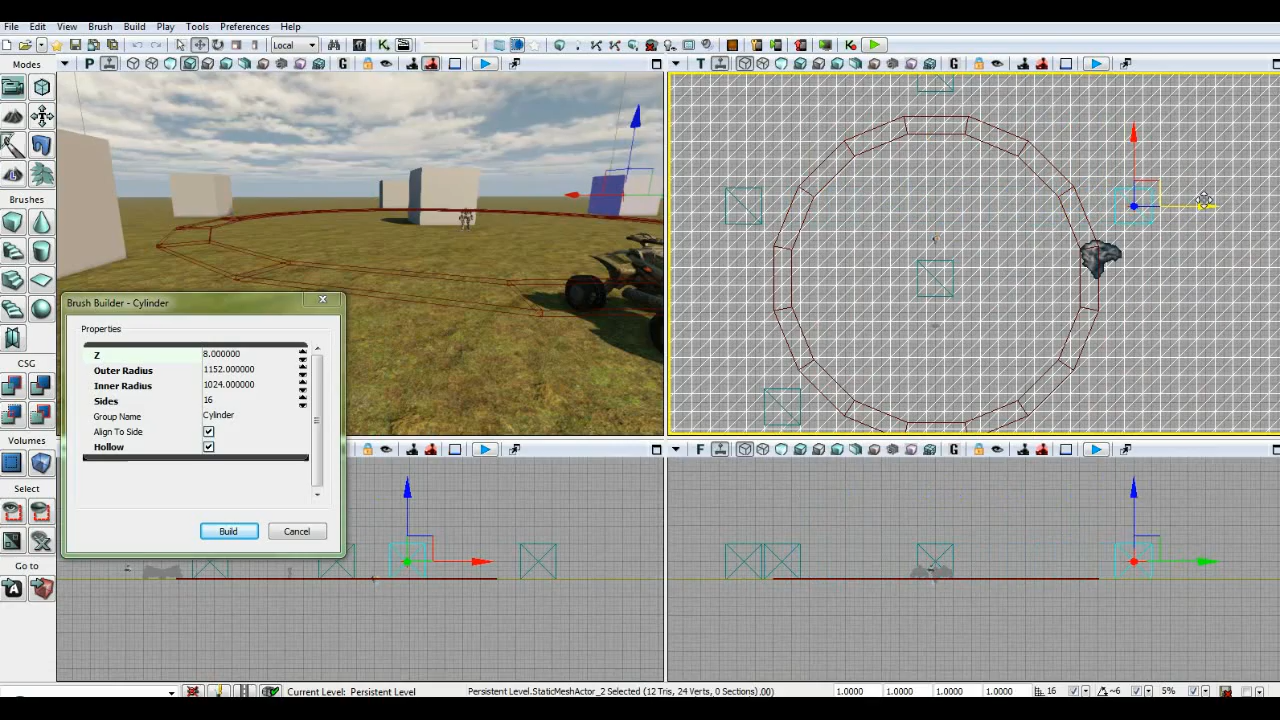 File Edit View Brush Build Play Tools Preferences Help
Local
Modes
P G T G
Brushes
Brush Builder - Cylinder
Properties
Z 8.000000
Outer Radius 1152.000000
Inner Radius 1024.000000
Sides 16
Group Name Cylinder
Align To Side
Hollow
Build Cancel
CSG
Volumes
Select
Go to
F G
Current Level: Persistent Level Persistent Level.StaticMeshActor_2 Selected (12 Tris, 24 Verts, 0 Sections) .00) 1.0000 1.0000 1.0000 1.0000 16 ~6 5%